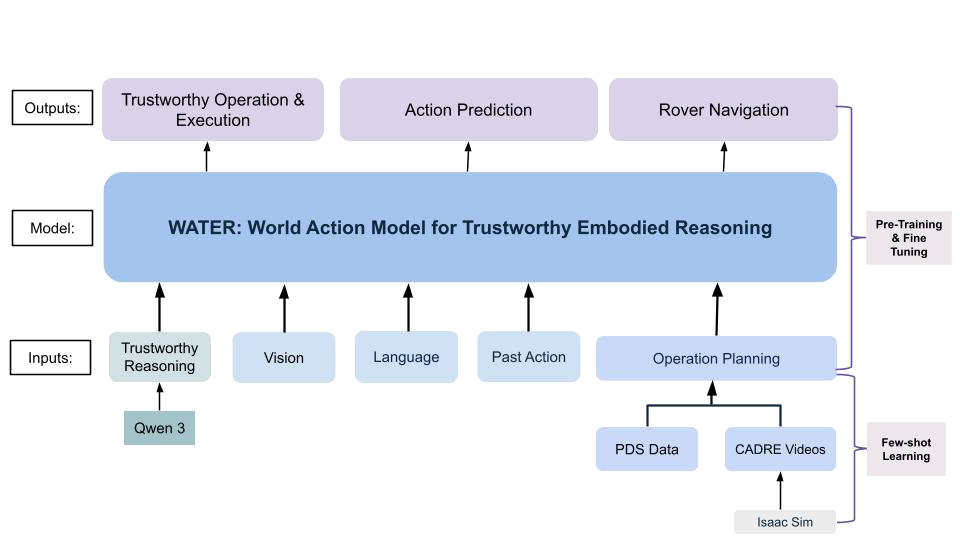 Outputs:
Trustworthy Operation &
Execution
Action Prediction
Rover Navigation
Model:
WATER: World Action Model for Trustworthy Embodied Reasoning
Pre-Training
& Fine
Tuning
Inputs:
Trustworthy
Reasoning
Vision
Language
Past Action
Operation Planning
Qwen 3
PDS Data
CADRE Videos
Few-shot
Learning
Isaac Sim